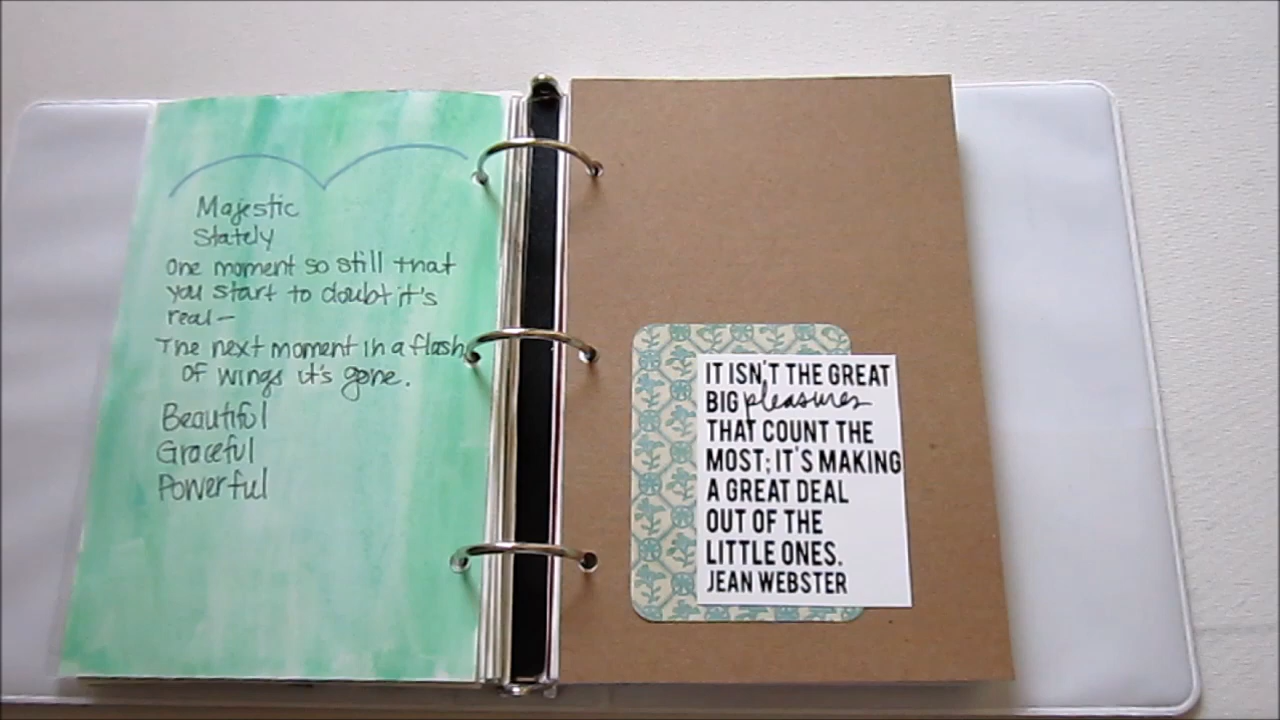 Majestic
Stately
One moment so still that
you start to doubt it's
real—
The next moment in a flash
of wings it's gone.
Beautiful
Graceful
Powerful
IT ISN'T THE GREAT
BIG pleasures
THAT COUNT THE
MOST; IT'S MAKING
A GREAT DEAL
OUT OF THE
LITTLE ONES.
JEAN WEBSTER